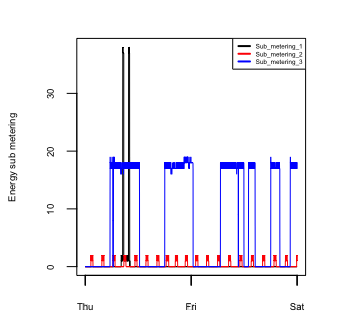 Sub_metering_1
Sub_metering_2
Sub_metering_3
Energy sub metering
30
20
10
0
Thu Fri Sat